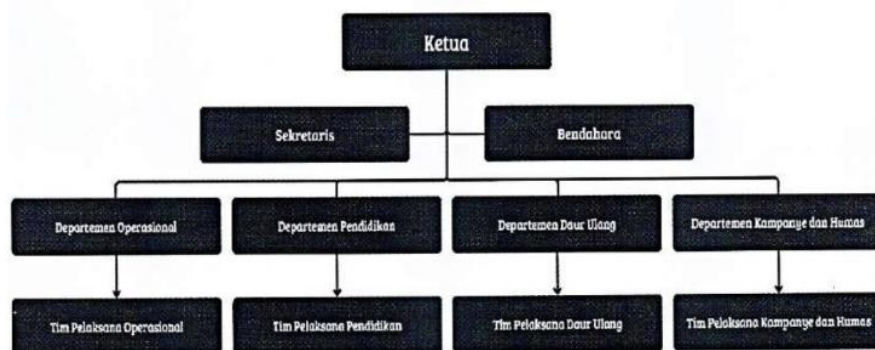 Ketua
Sekretaris
Bendahara
Departemen Operasional
Departemen Pendidikan
Departemen Daur Ulang
Departemen Kampanye dan Humas
Tim Pelaksana Operasional
Tim Pelaksana Pendidikan
Tim Pelaksana Daur Ulang
Tim Pelaksana Kampanye dan Humas